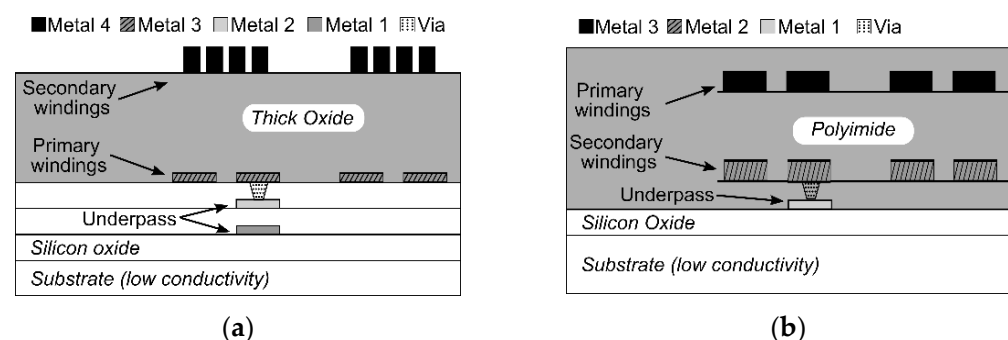 Metal 4 Metal 3 Metal 2 Metal 1 Via
Secondary
windings
Thick Oxide
Primary
windings
Underpass
Silicon oxide
Substrate (low conductivity)
(a)
Metal 3 Metal 2 Metal 1 Via
Primary
windings
Polyimide
Secondary
windings
Underpass
Silicon Oxide
Substrate (low conductivity)
(b)